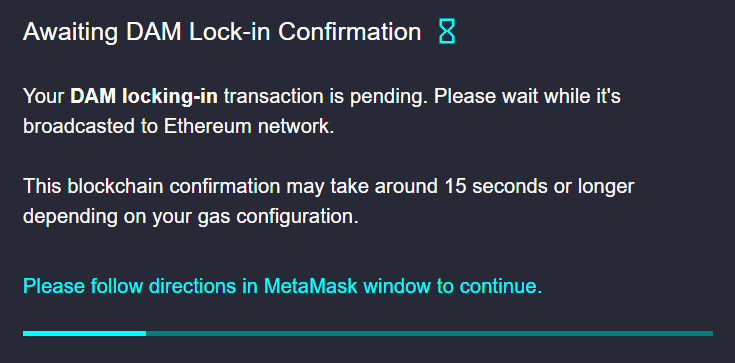 Awaiting DAM Lock-in Confirmation
Your DAM locking-in transaction is pending. Please wait while it's
broadcasted to Ethereum network.
This blockchain confirmation may take around 15 seconds or longer
depending on your gas configuration.
Please follow directions in MetaMask window to continue.